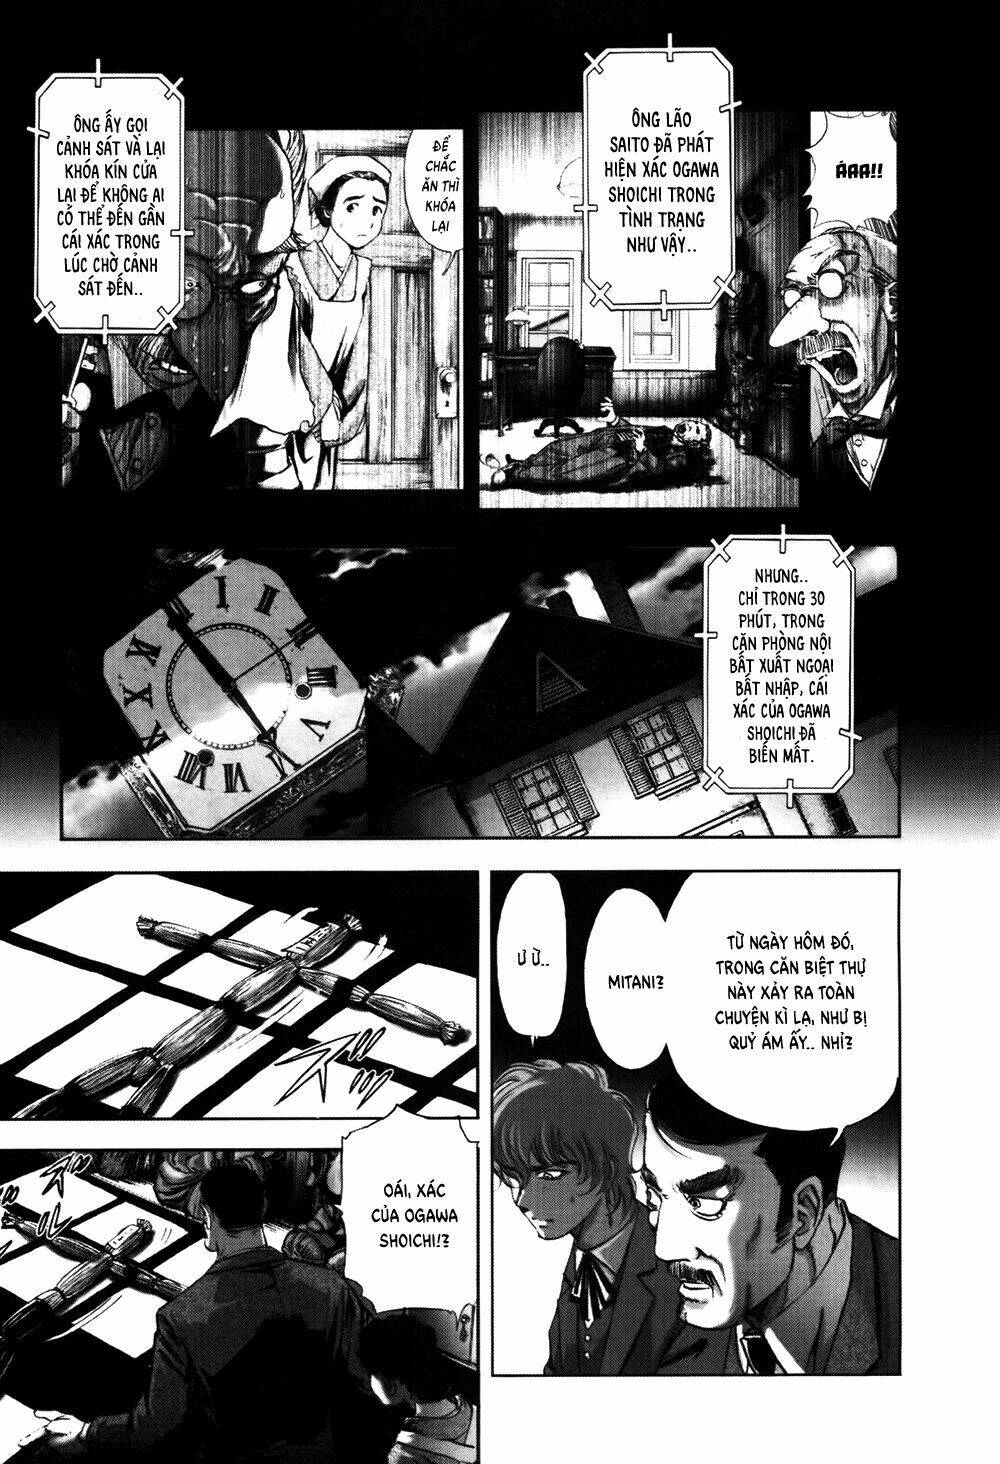 ÁAA!!
ÔNG LÃO
SAITO ĐÃ PHÁT
HIỆN XÁC OGAWA
SHOICHI TRONG
TÌNH TRẠNG
NHƯ VẬY..
ĐỂ
CHẮC
ĂN THÌ
KHÓA
LẠI
ÔNG ẤY GỌI
CẢNH SÁT VÀ LẠI
KHÓA KÍN CỬA
LẠI ĐỂ KHÔNG AI
CÓ THỂ ĐẾN GẦN
CÁI XÁC TRONG
LÚC CHỜ CẢNH
SÁT ĐẾN..
NHƯNG..
CHỈ TRONG 30
PHÚT, TRONG
CĂN PHÒNG NỘI
BẤT XUẤT NGOẠI
BẤT NHẬP, CÁI
XÁC CỦA OGAWA
SHOICHI ĐÃ
BIẾN MẤT.
TỪ NGÀY HÔM ĐÓ,
TRONG CĂN BIỆT THỰ
NÀY XẢY RA TOÀN
CHUYỆN KÌ LẠ, NHƯ BỊ
QUỶ ÁM ẤY.. NHỈ?
MITANI?
Ư Ừ..
OÁI, XÁC
CỦA OGAWA
SHOICHI!?